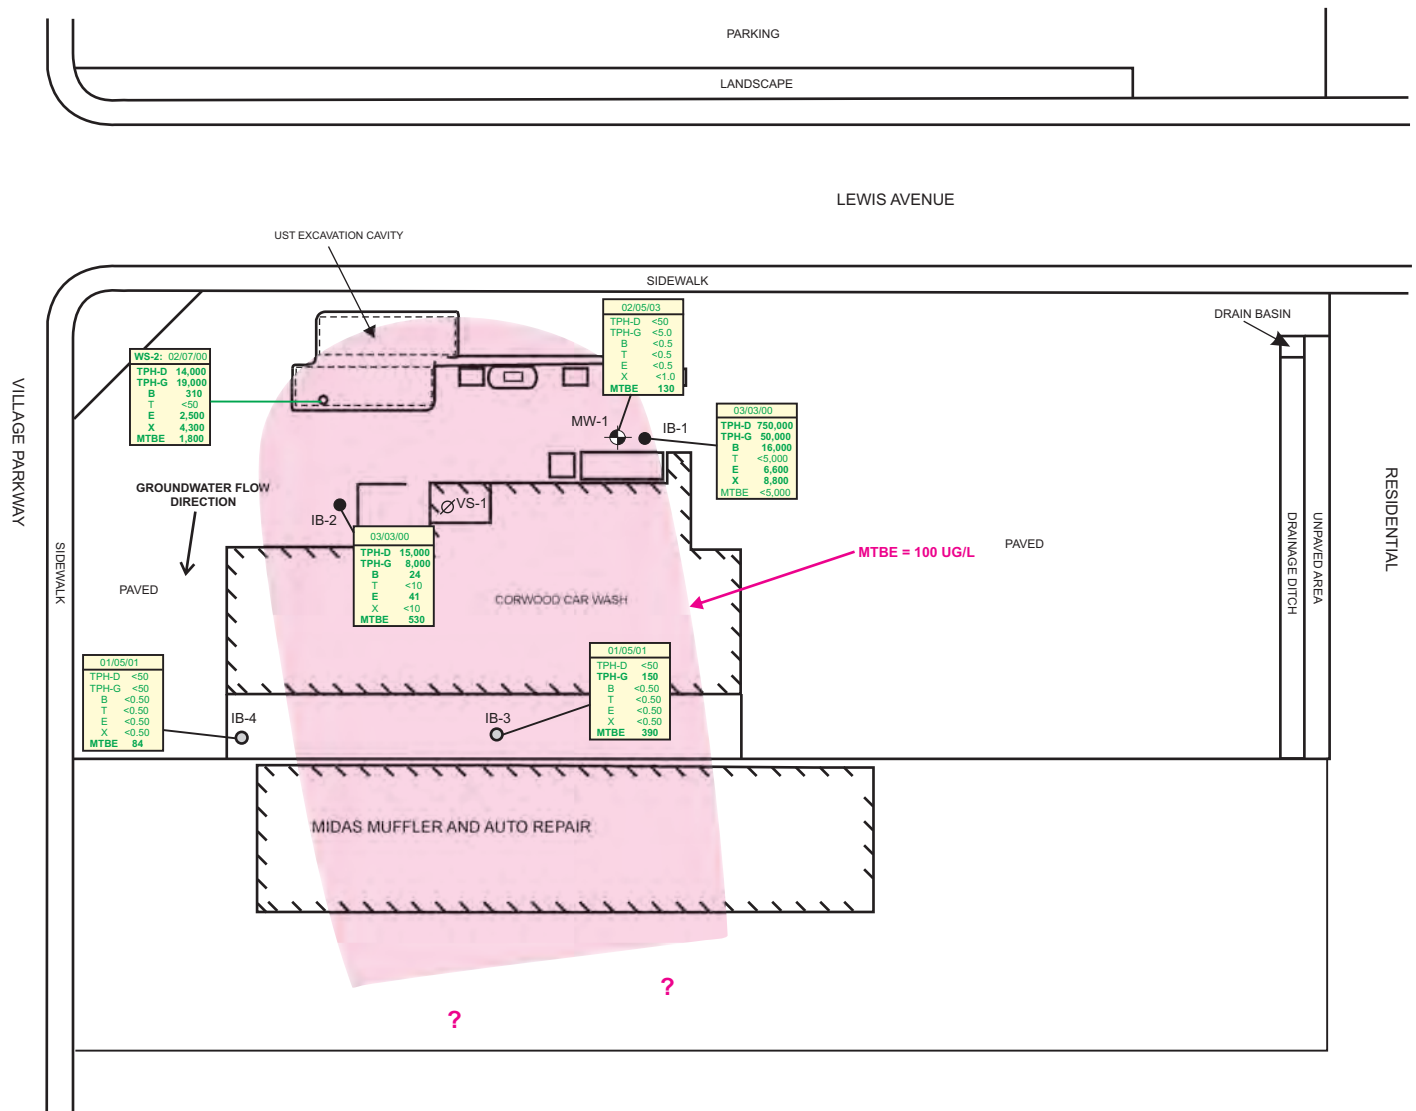 PARKING
LANDSCAPE
LEWIS AVENUE
UST EXCAVATION CAVITY
SIDEWALK
DRAIN BASIN
02/05/03
TPH-D <50
TPH-G <5.0
B <0.5
T <0.5
E <0.5
X <1.0
MTBE 130
WS-2: 02/07/00
TPH-D 14,000
TPH-G 19,000
B 310
T <50
E 2,500
X 4,300
MTBE 1,800
VILLAGE PARKWAY
MW-1
IB-1
03/03/00
TPH-D 750,000
TPH-G 50,000
B 16,000
T <5,000
E 6,600
X 8,800
MTBE <5,000
GROUNDWATER FLOW
DIRECTION
IB-2
VS-1
03/03/00
TPH-D 15,000
TPH-G 8,000
B 24
T <10
E 41
X <10
MTBE 530
MTBE = 100 UG/L
PAVED
RESIDENTIAL
DRAINAGE DITCH
UNPAVED AREA
SIDEWALK
PAVED
CORWOOD CAR WASH
01/05/01
TPH-D <50
TPH-G <50
B <0.50
T <0.50
E <0.50
X <0.50
MTBE 84
01/05/01
TPH-D <50
TPH-G 150
B <0.50
T <0.50
E <0.50
X <0.50
MTBE 390
IB-4
IB-3
MIDAS MUFFLER AND AUTO REPAIR
?
?